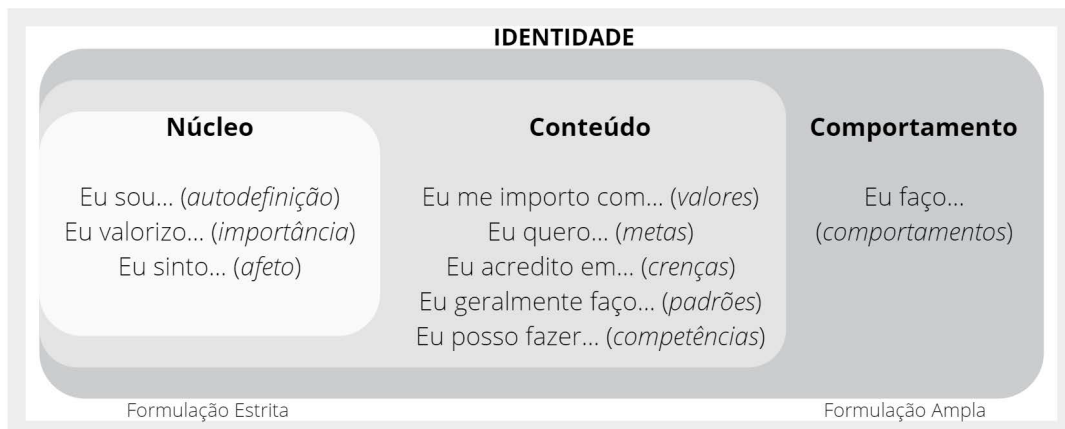 IDENTIDADE
Núcleo
Eu sou... (autodefinição)
Eu valorizo... (importância)
Eu sinto... (afeto)
Conteúdo
Eu me importo com... (valores)
Eu quero... (metas)
Eu acredito em... (crenças)
Eu geralmente faço... (padrões)
Eu posso fazer... (competências)
Comportamento
Eu faço...
(comportamentos)
Formulação Estrita
Formulação Ampla